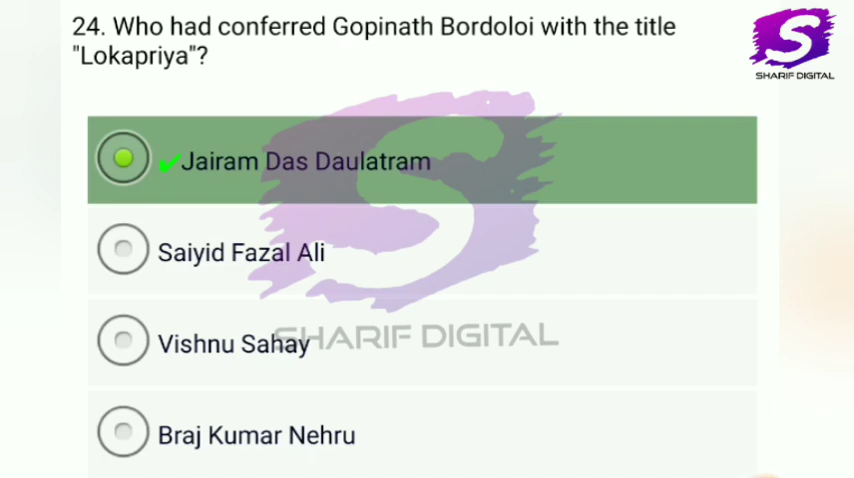 24. Who had conferred Gopinath Bordoloi with the title
"Lokapriya"?
SHARIF DIGITAL
✔Jairam Das Daulatram
Saiyid Fazal Ali
Vishnu Sahay
SHARIF DIGITAL
Braj Kumar Nehru